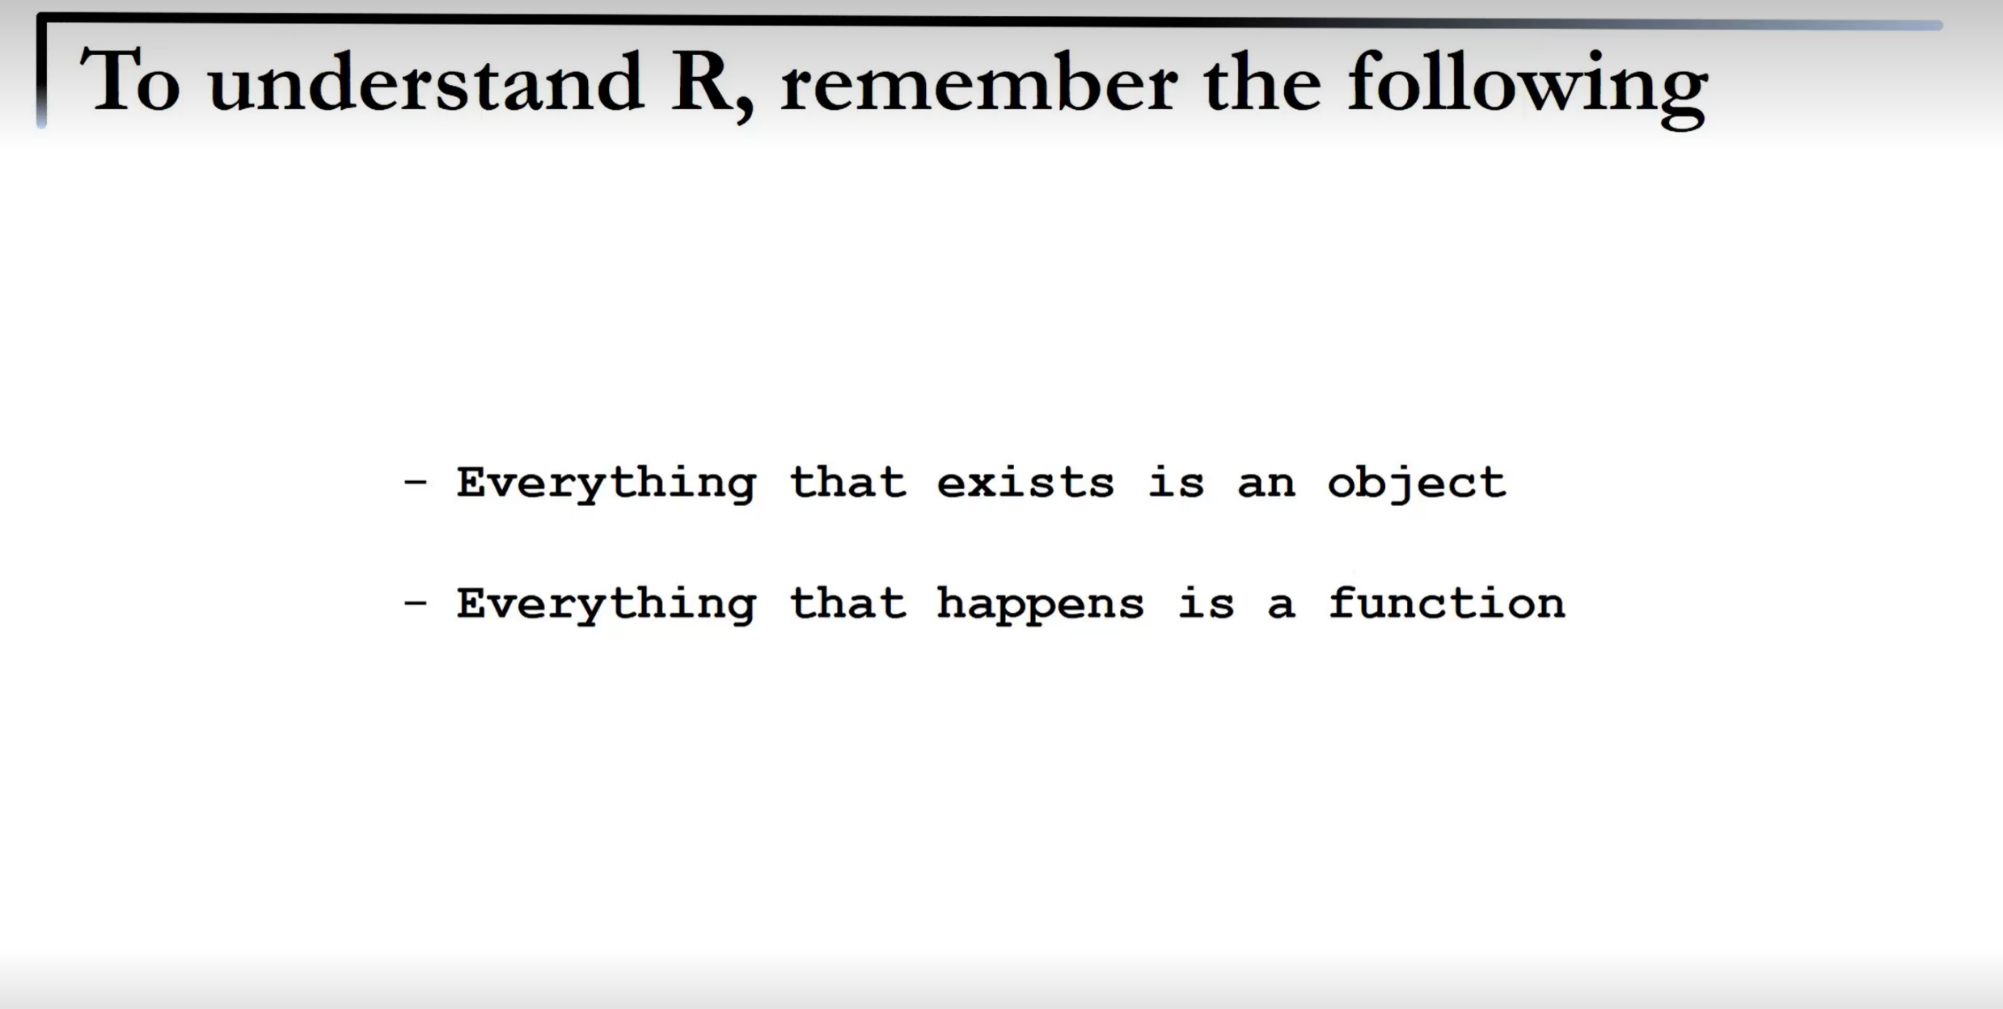 To understand R, remember the following
- Everything that exists is an object
- Everything that happens is a function